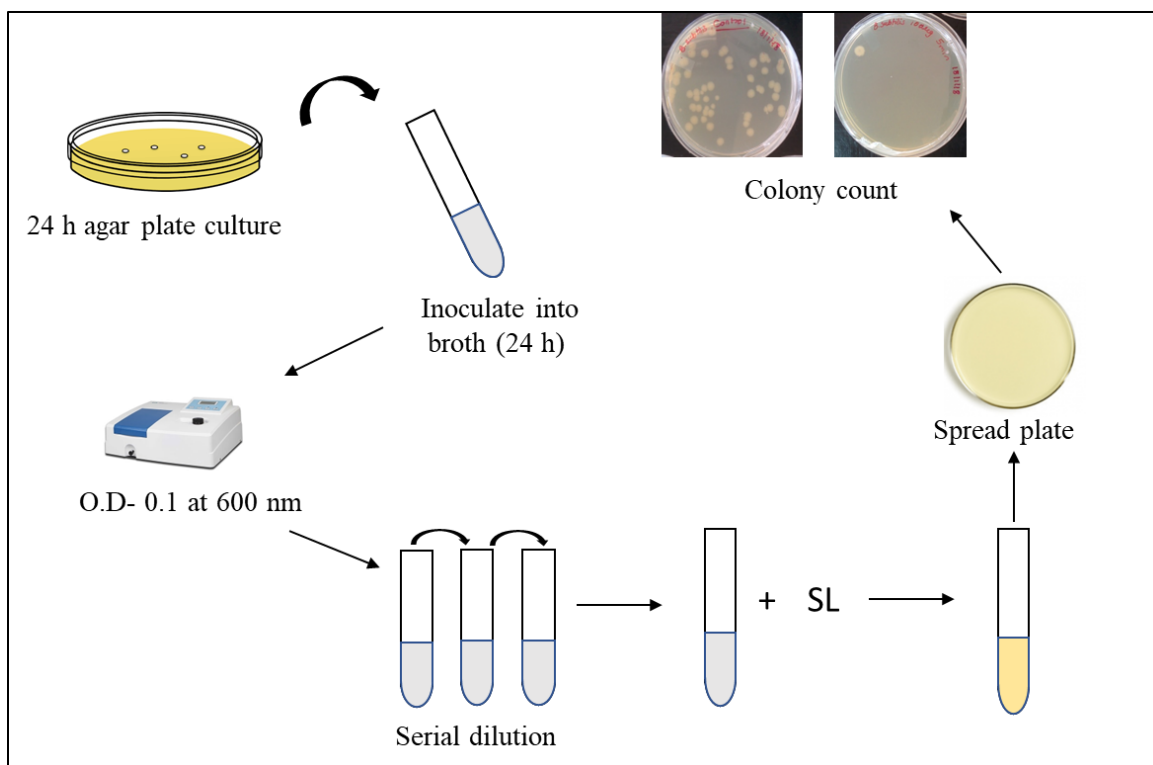 24 h agar plate culture
Inoculate into
broth (24 h)
O.D- 0.1 at 600 nm
Serial dilution
+ SL
Spread plate
Colony count